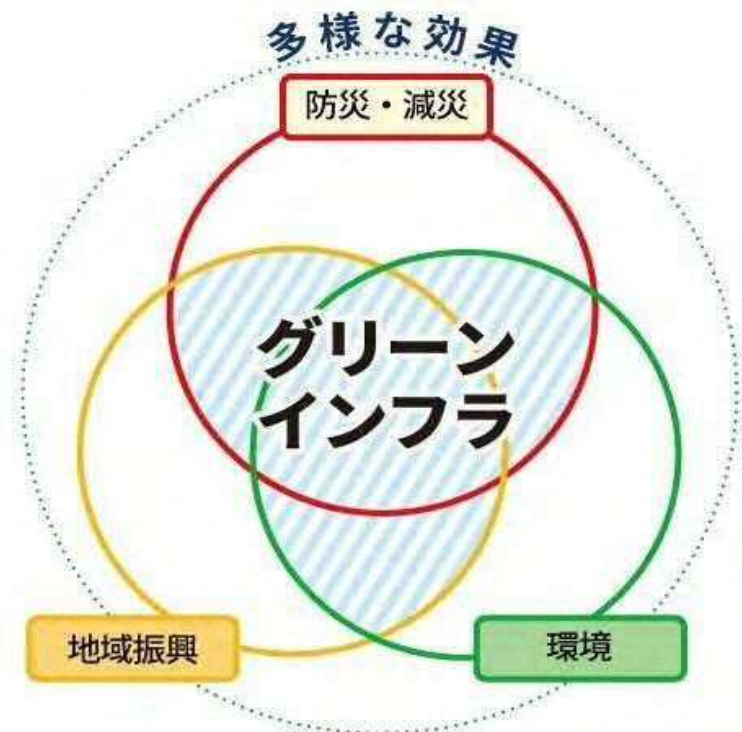 多様な効果
防災・減災
グリーン
インフラ
地域振興
環境